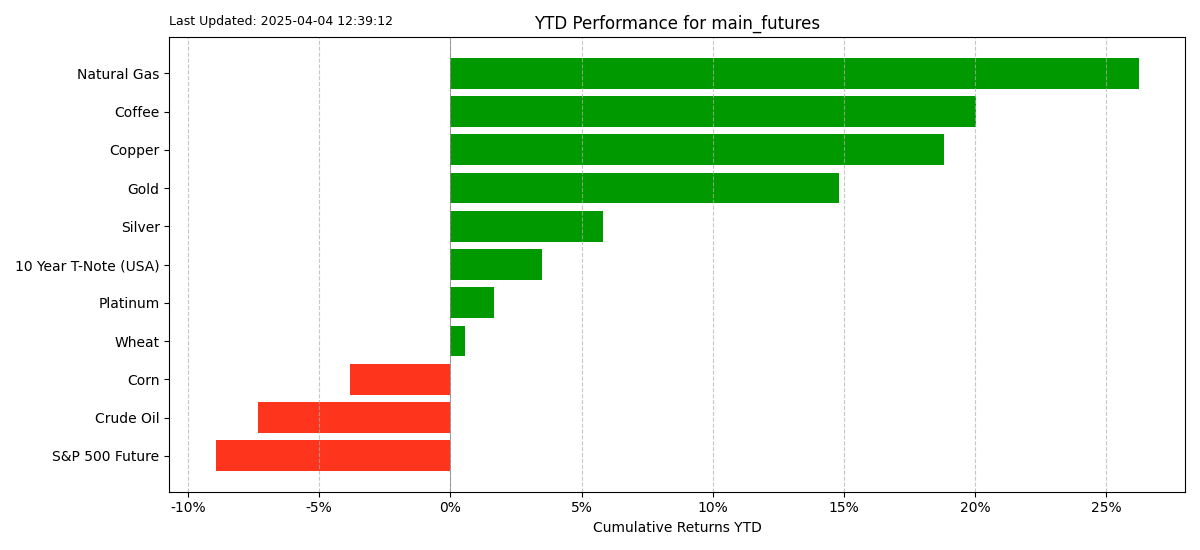 Last Updated: 2025-04-04 12:39:12
YTD Performance for main_futures
Natural Gas
Coffee
Copper
Gold
Silver
10 Year T-Note (USA)
Platinum
Wheat
Corn
Crude Oil
S&P 500 Future
-10% -5% 0% 5% 10% 15% 20% 25%
Cumulative Returns YTD